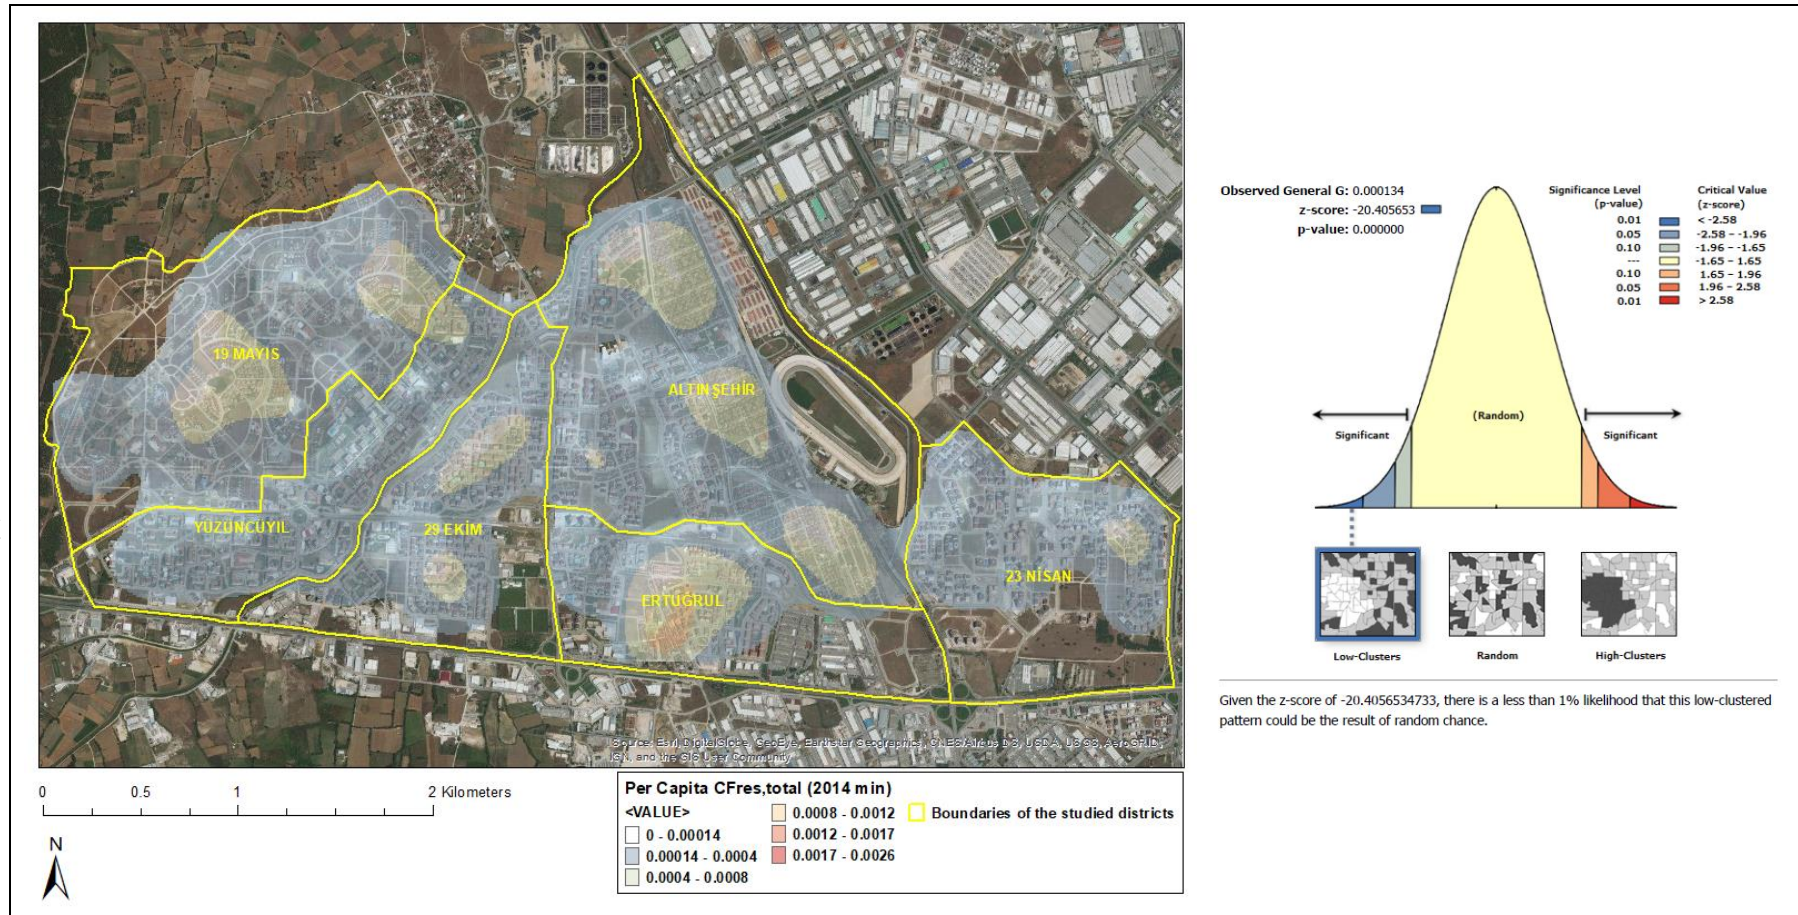 19 MAYIS
ALTINŞEHİR
YÜZÜNCÜYIL
29 EKİM
23 NİSAN
ERTUĞRUL
Source: Esri, DigitalGlobe, GeoEye, Earthstar Geographics, CNES/Airbus DS, USDA, USGS, AeroGRID,
IGN, and the GIS User Community
0 0.5 1 2 Kilometers
N
Per Capita CFres,total (2014 min)
<VALUE>
0 - 0.00014
0.00014 - 0.0004
0.0004 - 0.0008
0.0008 - 0.0012
0.0012 - 0.0017
0.0017 - 0.0026
Boundaries of the studied districts
Observed General G: 0.000134
z-score: -20.405653
p-value: 0.000000
Significance Level Critical Value
(p-value) (z-score)
0.01 < -2.58
0.05 -2.58 – -1.96
0.10 -1.96 – -1.65
--- -1.65 – 1.65
0.10 1.65 – 1.96
0.05 1.96 – 2.58
0.01 > 2.58
(Random)
Significant Significant
Low-Clusters Random High-Clusters
Given the z-score of -20.4056534733, there is a less than 1% likelihood that this low-clustered
pattern could be the result of random chance.